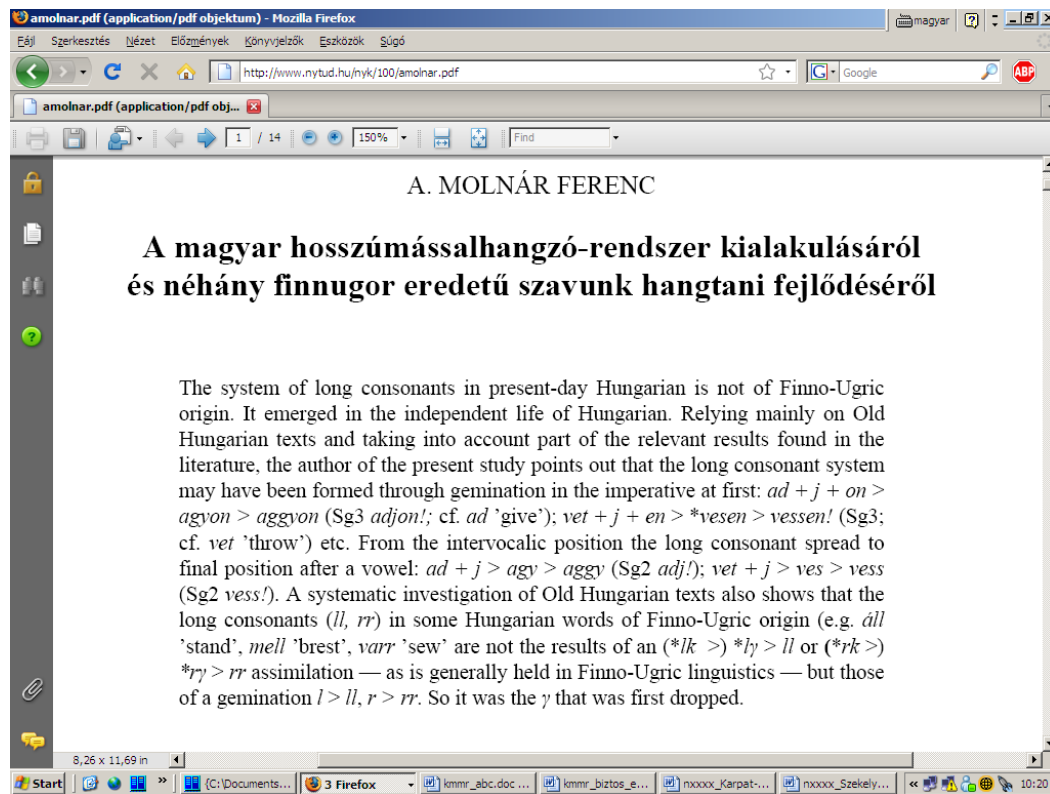 amolnar.pdf (application/pdf objektum) - Mozilla Firefox
magyar
Fájl Szerkesztés Nézet Előzmények Könyvjelzők Eszközök Súgó
http://www.nytud.hu/nyk/100/amolnar.pdf
G Google
ABP
amolnar.pdf (application/pdf obj...
1 / 14 150% Find
A. MOLNÁR FERENC
A magyar hosszúmássalhangzó-rendszer kialakulásáról
és néhány finnugor eredetű szavunk hangtani fejlődéséről
The system of long consonants in present-day Hungarian is not of Finno-Ugric
origin. It emerged in the independent life of Hungarian. Relying mainly on Old
Hungarian texts and taking into account part of the relevant results found in the
literature, the author of the present study points out that the long consonant system
may have been formed through gemination in the imperative at first: ad + j + on >
agyon > aggyon (Sg3 adjon!; cf. ad ’give’); vet + j + en > *vesen > vessen! (Sg3;
cf. vet ’throw’) etc. From the intervocalic position the long consonant spread to
final position after a vowel: ad + j > agy > aggy (Sg2 adj!); vet + j > ves > vess
(Sg2 vess!). A systematic investigation of Old Hungarian texts also shows that the
long consonants (ll, rr) in some Hungarian words of Finno-Ugric origin (e.g. áll
’stand’, mell ’brest’, varr ’sew’ are not the results of an (*lk >) *lγ > ll or (*rk >)
*rγ > rr assimilation — as is generally held in Finno-Ugric linguistics — but those
of a gemination l > ll, r > rr. So it was the γ that was first dropped.
8,26 x 11,69 in
Start » {C:\Documents... 3 Firefox kmmr_abc.doc ... kmmr_biztos_e... nxxxx_Karpat-... nxxxx_Szekely... « 10:20